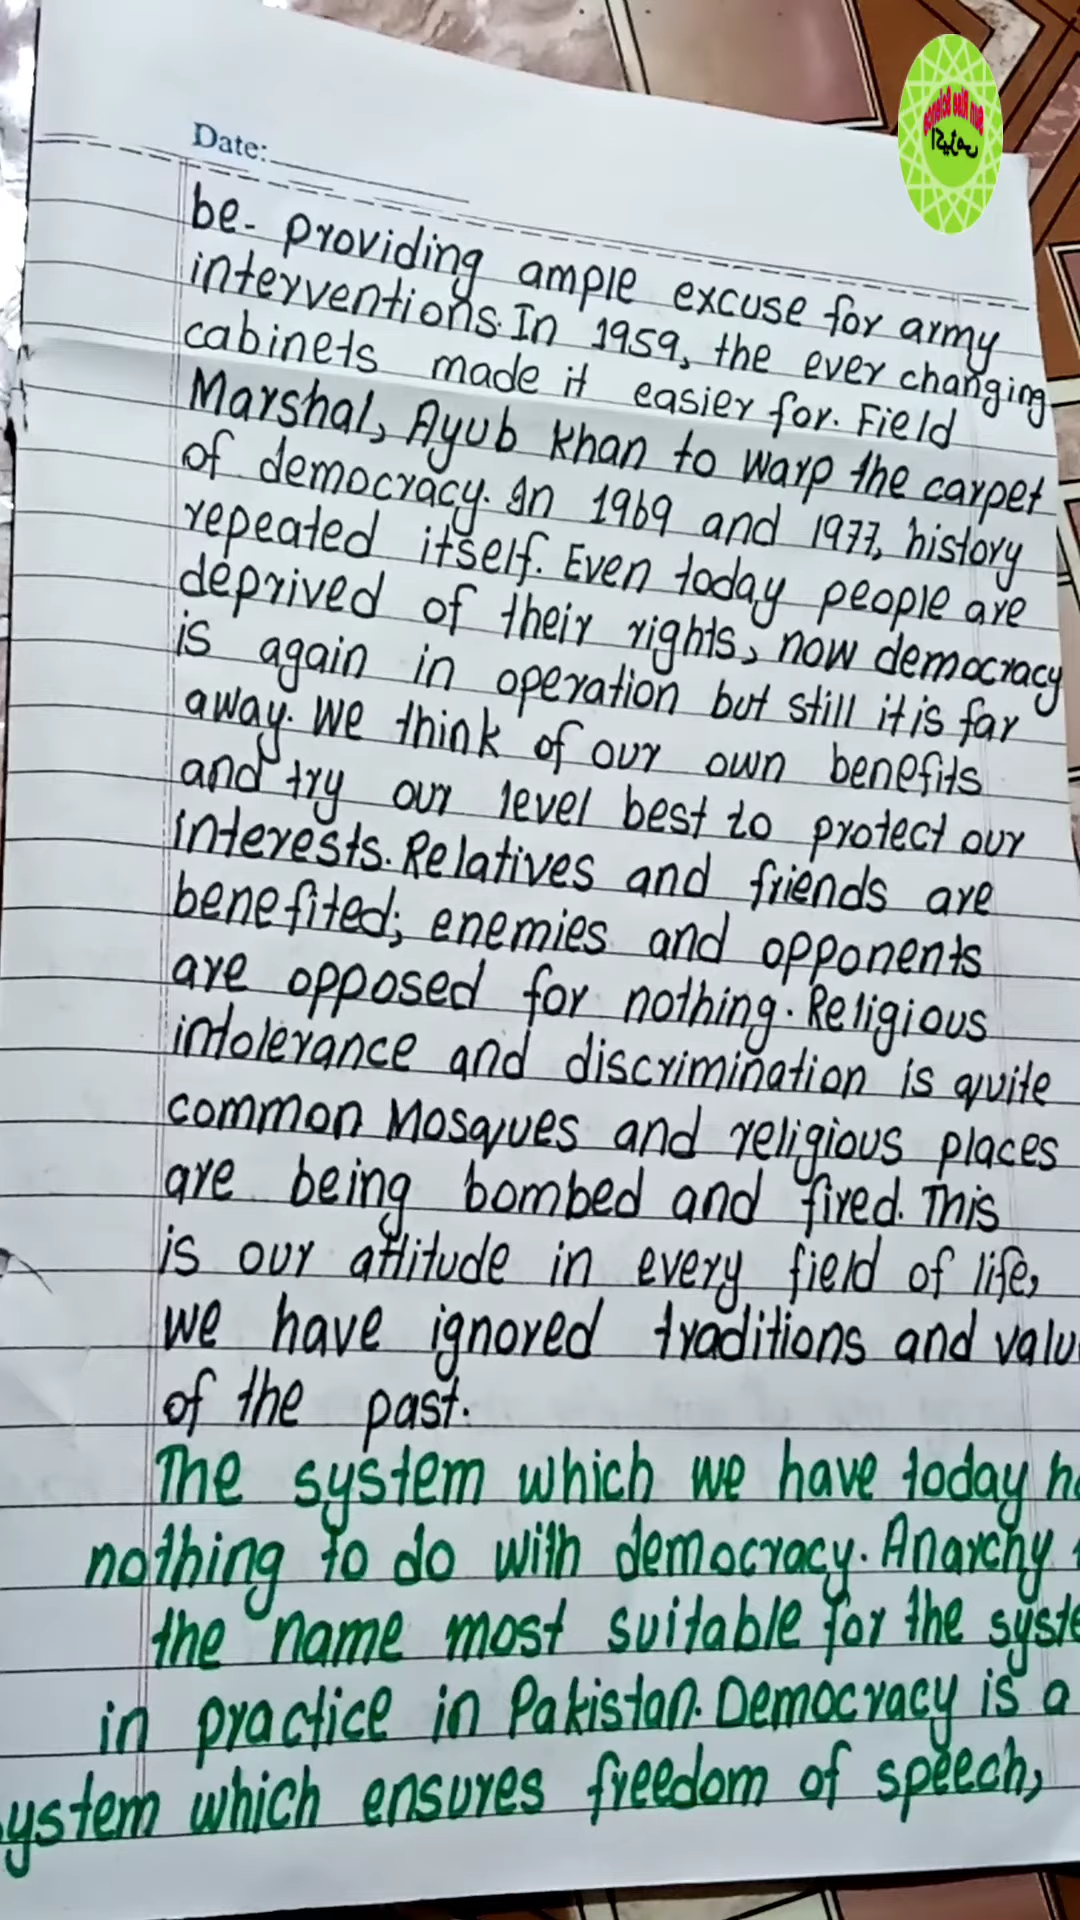 Date:
be- providing ample excuse for army
interventions. In 1959, the ever changing
cabinets made it easier for. Field
Marshal, Ayub Khan to warp the carpet
of democracy. In 1969 and 1977, history
repeated itself. Even today people are
deprived of their rights, now democracy
is again in operation but still it is far
away. We think of our own benefits
and try our level best to protect our
interests. Relatives and friends are
benefited; enemies and opponents
are opposed for nothing. Religious
intolerance and discrimination is quite
common Mosques and religious places
are being bombed and fired. This
is our attitude in every field of life,
we have ignored traditions and valu
of the past.
The system which we have today h
nothing to do with democracy. Anarchy
the name most suitable for the syste
in practice in Pakistan. Democracy is a
ystem which ensures freedom of speech,